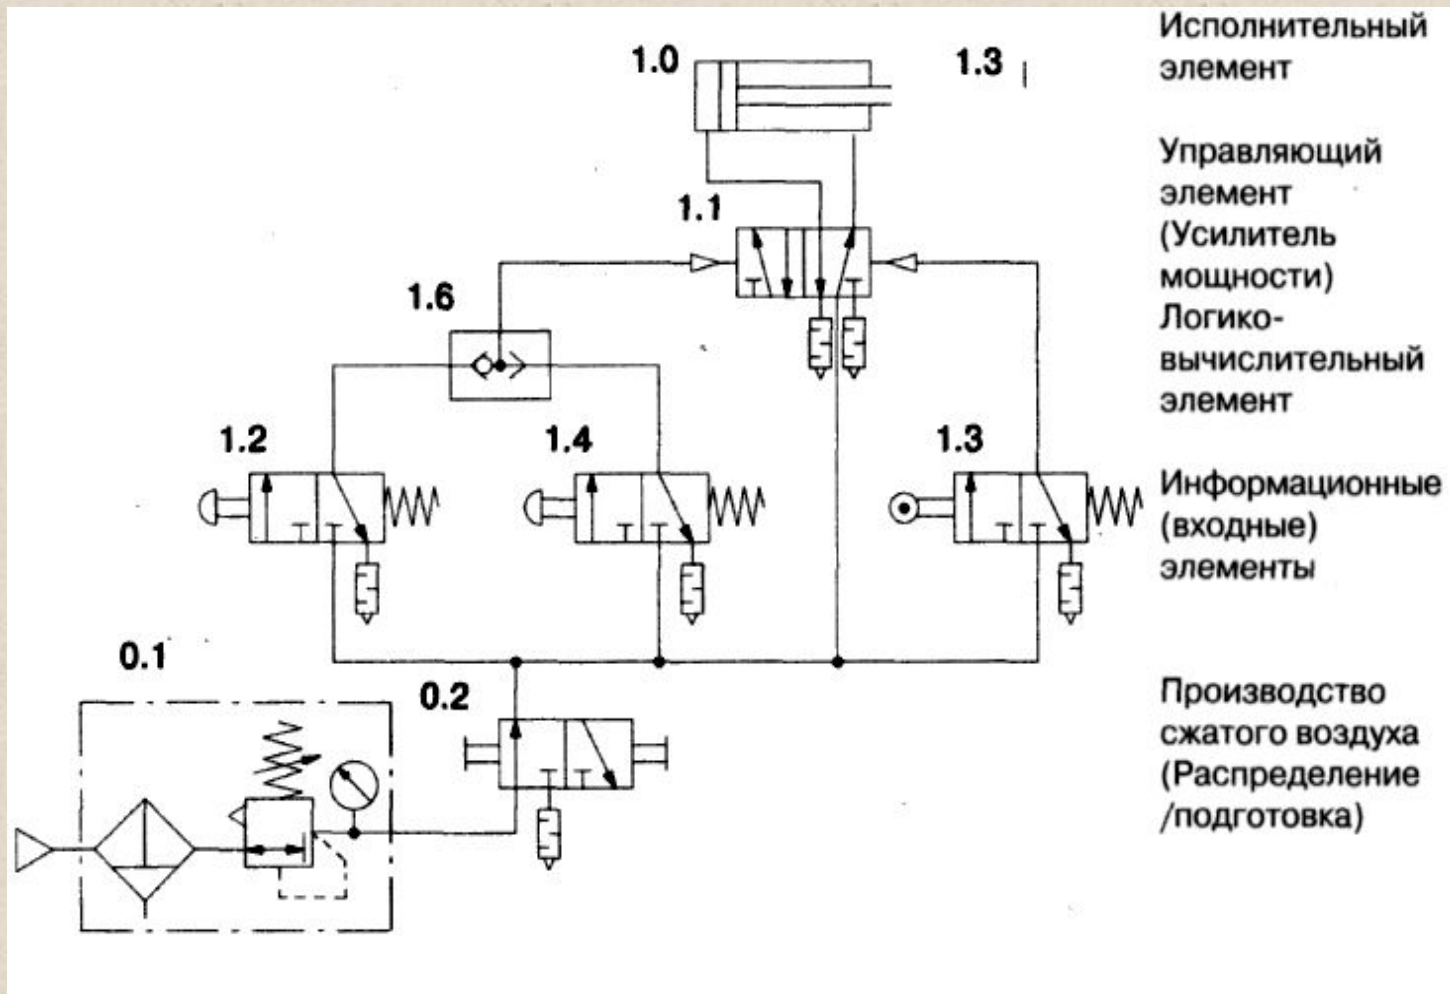 1.0
1.3
Исполнительный
элемент
1.1
Управляющий
элемент
(Усилитель
мощности)
Логико-
вычислительный
элемент
1.6
1.2
1.4
1.3
Информационные
(входные)
элементы
0.1
0.2
Производство
сжатого воздуха
(Распределение
/подготовка)